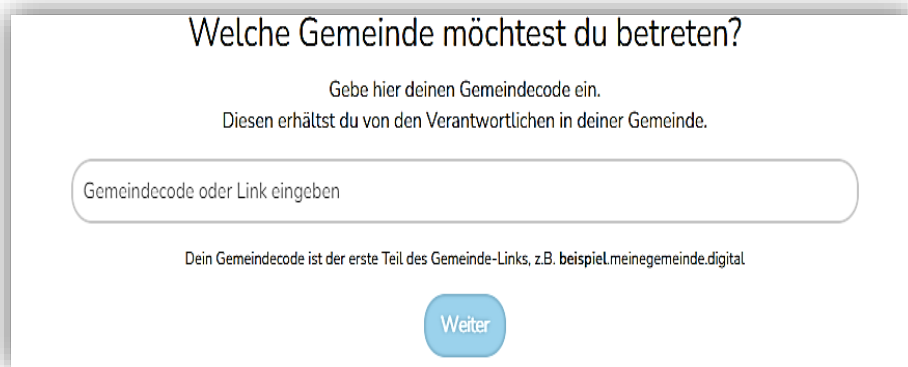 Welche Gemeinde möchtest du betreten?
Gebe hier deinen Gemeindecode ein.
Diesen erhältst du von den Verantwortlichen in deiner Gemeinde.
Gemeindecode oder Link eingeben
Dein Gemeindecode ist der erste Teil des Gemeinde-Links, z.B. beispiel.meinegemeinde.digital
Weiter